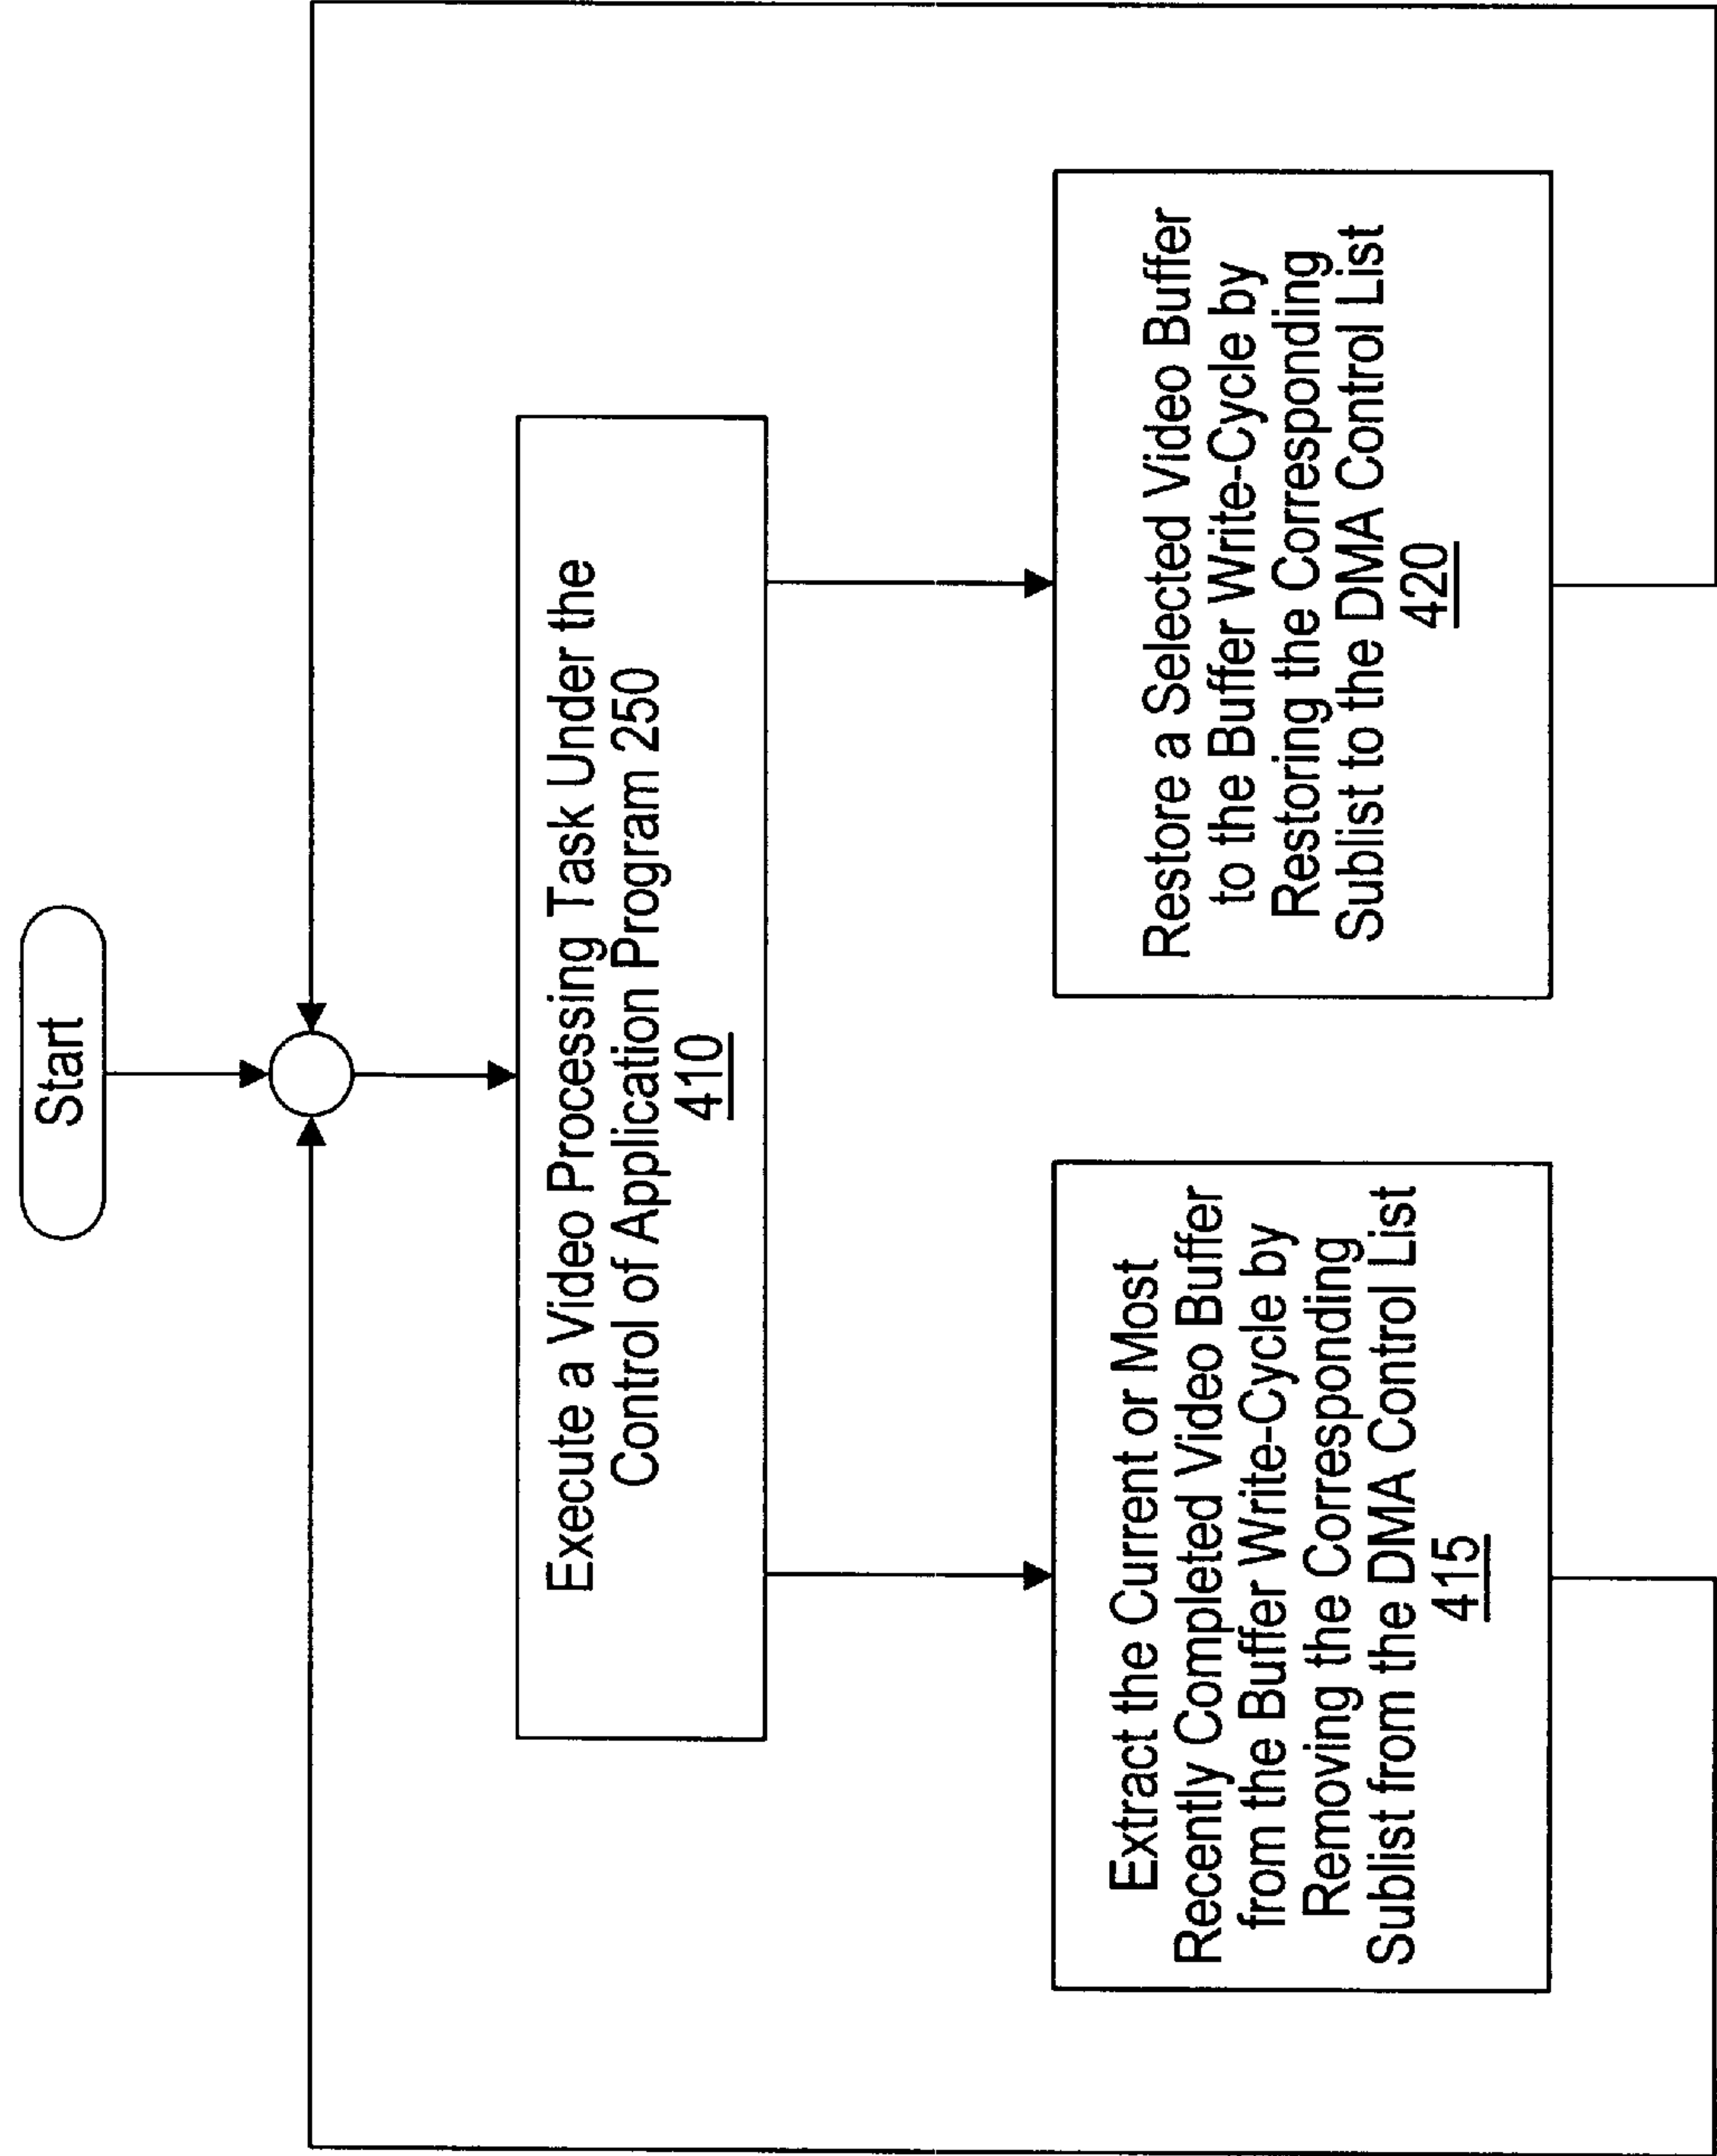 Start
Execute a Video Processing Task Under the
Control of Application Program 250
410
Extract the Current or Most
Recently Completed Video Buffer
from the Buffer Write-Cycle by
Removing the Corresponding
Sublist from the DMA Control List
415
Restore a Selected Video Buffer
to the Buffer Write-Cycle by
Restoring the Corresponding
Sublist to the DMA Control List
420